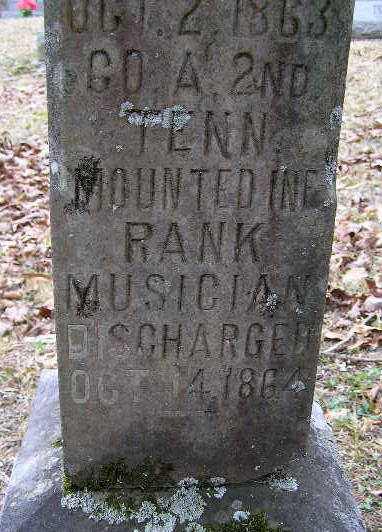 OCT. 2, 1863
CO A, 2ND
TENN
MOUNTED INF
RANK
MUSICIAN
DISCHARGED
OCT 14, 1864